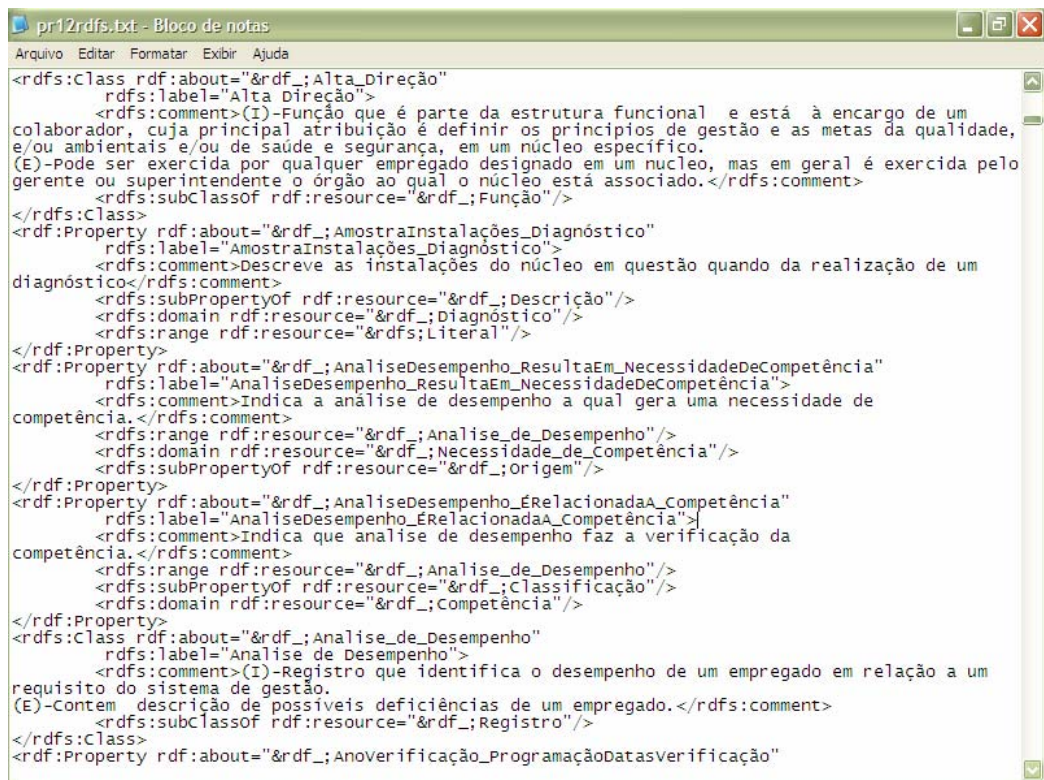 pr12rdfs.txt - Bloco de notas
Arquivo Editar Formatar Exibir Ajuda
<rdfs:Class rdf:about="&rdf_;Alta_Direção"
rdfs:label="Alta Direção">
<rdfs:comment>(I)-Função que é parte da estrutura funcional e está à encargo de um
colaborador, cuja principal atribuição é definir os principios de gestão e as metas da qualidade,
e/ou ambientais e/ou de saúde e segurança, em um núcleo específico.
(E)-Pode ser exercida por qualquer empregado designado em um nucleo, mas em geral é exercida pelo
gerente ou superintendente o órgão ao qual o núcleo está associado.</rdfs:comment>
<rdfs:subClassOf rdf:resource="&rdf_;Função"/>
</rdfs:Class>
<rdf:Property rdf:about="&rdf_;AmostraInstalações_Diagnóstico"
rdfs:label="AmostraInstalações_Diagnóstico">
<rdfs:comment>Descreve as instalações do núcleo em questão quando da realização de um
diagnóstico</rdfs:comment>
<rdfs:subPropertyOf rdf:resource="&rdf_;Descrição"/>
<rdfs:domain rdf:resource="&rdf_;Diagnóstico"/>
<rdfs:range rdf:resource="&rdfs;Literal"/>
</rdf:Property>
<rdf:Property rdf:about="&rdf_;AnaliseDesempenho_ResultaEm_NecessidadeDeCompetência"
rdfs:label="AnaliseDesempenho_ResultaEm_NecessidadeDeCompetência">
<rdfs:comment>Indica a análise de desempenho a qual gera uma necessidade de
competência.</rdfs:comment>
<rdfs:range rdf:resource="&rdf_;Analise_de_Desempenho"/>
<rdfs:domain rdf:resource="&rdf_;Necessidade_de_Competência"/>
<rdfs:subPropertyOf rdf:resource="&rdf_;Origem"/>
</rdf:Property>
<rdf:Property rdf:about="&rdf_;AnaliseDesempenho_ÉRelacionadaA_Competência"
rdfs:label="AnaliseDesempenho_ÉRelacionadaA_Competência">
<rdfs:comment>Indica que analise de desempenho faz a verificação da
competência.</rdfs:comment>
<rdfs:range rdf:resource="&rdf_;Analise_de_Desempenho"/>
<rdfs:subPropertyOf rdf:resource="&rdf_;Classificação"/>
<rdfs:domain rdf:resource="&rdf_;Competência"/>
</rdf:Property>
<rdfs:Class rdf:about="&rdf_;Analise_de_Desempenho"
rdfs:label="Analise de Desempenho">
<rdfs:comment>(I)-Registro que identifica o desempenho de um empregado em relação a um
requisito do sistema de gestão.
(E)-Contem descrição de possíveis deficiências de um empregado.</rdfs:comment>
<rdfs:subClassOf rdf:resource="&rdf_;Registro"/>
</rdfs:Class>
<rdf:Property rdf:about="&rdf_;AnoVerificação_ProgramaçãoDatasVerificação"